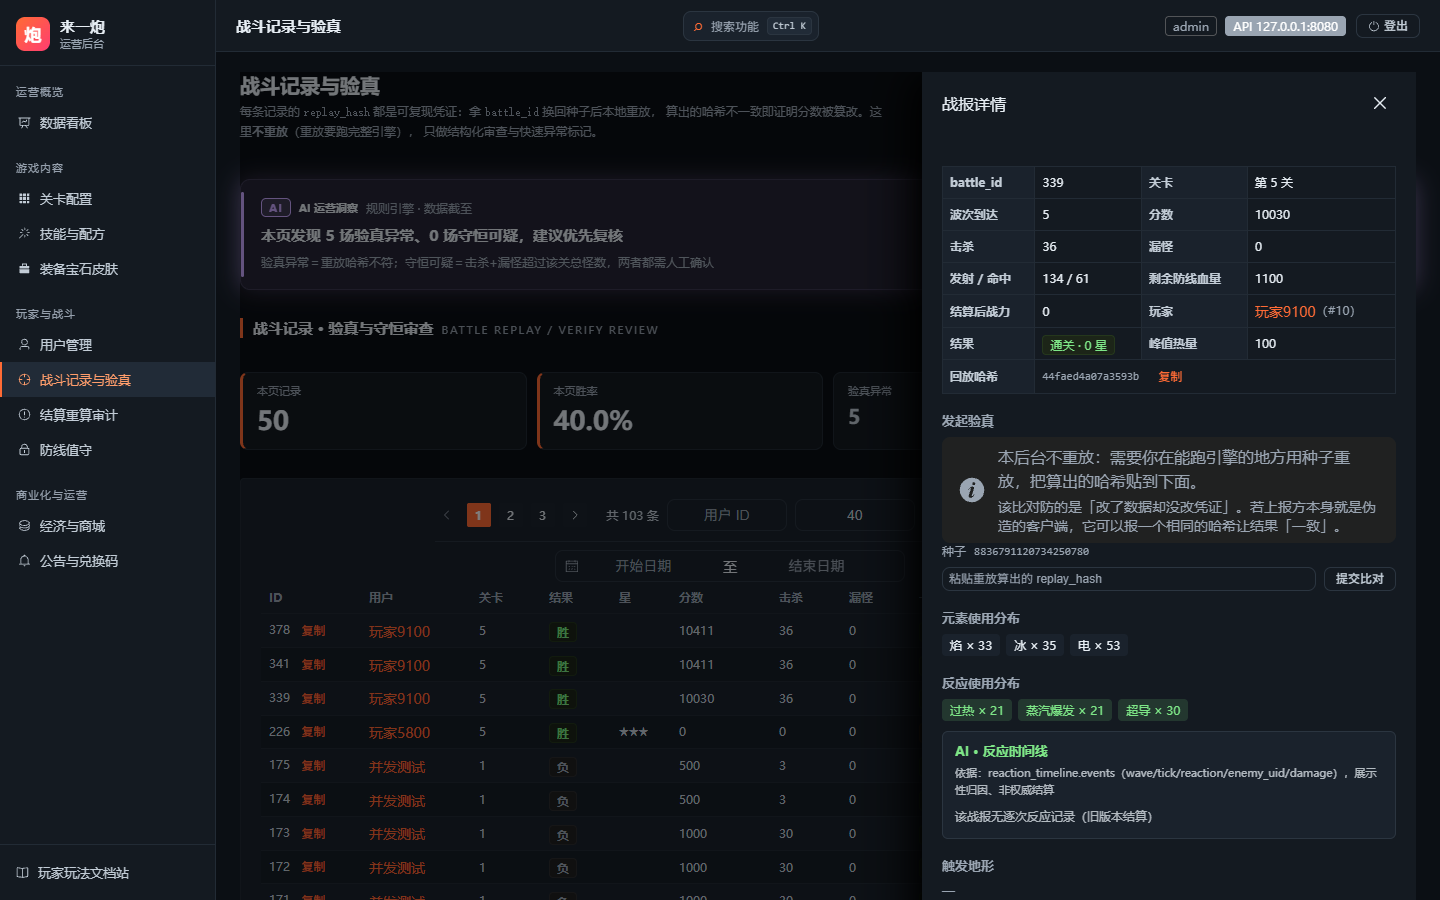 炮
来一炮
运营后台
战斗记录与验真
搜索功能 Ctrl K
admin
API 127.0.0.1:8080
登出
运营概览
数据看板
游戏内容
关卡配置
技能与配方
装备宝石皮肤
玩家与战斗
用户管理
战斗记录与验真
结算重算审计
防线值守
商业化与运营
经济与商城
公告与兑换码
玩家玩法文档站
战斗记录与验真
每条记录的 replay_hash 都是可复现凭证：拿 battle_id 换回种子后本地重放， 算出的哈希不一致即证明分数被篡改。这
里不重放（重放要跑完整引擎）， 只做结构化审查与快速异常标记。
AI AI 运营洞察 规则引擎 · 数据截至
本页发现 5 场验真异常、0 场守恒可疑，建议优先复核
验真异常＝重放哈希不符；守恒可疑＝击杀+漏怪超过该关总怪数，两者都需人工确认
战斗记录 • 验真与守恒审查 BATTLE REPLAY / VERIFY REVIEW
本页记录
50
本页胜率
40.0%
验真异常
5
1 2 3 共 103 条 用户 ID 40
开始日期 至 结束日期
ID 用户 关卡 结果 星 分数 击杀 漏怪
378 复制 玩家9100 5 胜 10411 36 0
341 复制 玩家9100 5 胜 10411 36 0
339 复制 玩家9100 5 胜 10030 36 0
226 复制 玩家5800 5 胜 ★★★ 0 0 0
175 复制 并发测试 1 负 500 3 0
174 复制 并发测试 1 负 500 3 0
173 复制 并发测试 1 负 1000 30 0
172 复制 并发测试 1 负 1000 30 0
战报详情
battle_id 339 关卡 第 5 关
波次到达 5 分数 10030
击杀 36 漏怪 0
发射 / 命中 134 / 61 剩余防线血量 1100
结算后战力 0 玩家 玩家9100 (#10)
结果 通关 · 0 星 峰值热量 100
回放哈希 44faed4a07a3593b 复制
发起验真
本后台不重放：需要你在能跑引擎的地方用种子重
放，把算出的哈希贴到下面。
该比对防的是「改了数据却没改凭证」。若上报方本身就是伪
造的客户端，它可以报一个相同的哈希让结果「一致」。
种子 8836791120734250780
粘贴重放算出的 replay_hash 提交比对
元素使用分布
焰 × 33 冰 × 35 电 × 53
反应使用分布
过热 × 21 蒸汽爆发 × 21 超导 × 30
AI • 反应时间线
依据：reaction_timeline.events（wave/tick/reaction/enemy_uid/damage），展示
性归因、非权威结算
该战报无逐次反应记录（旧版本结算）
触发地形
—